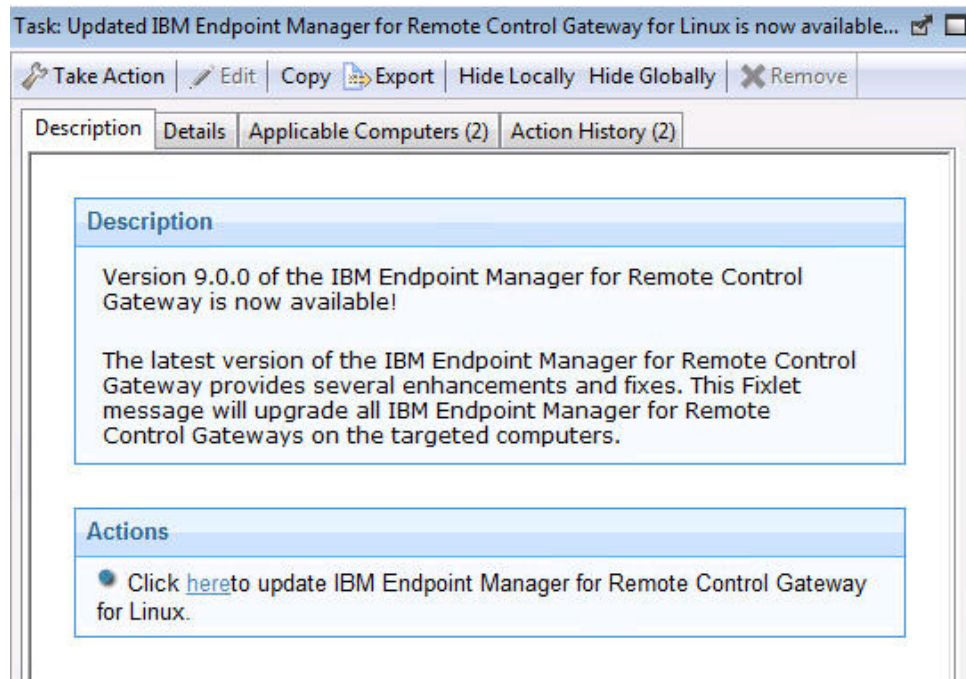 Task: Updated IBM Endpoint Manager for Remote Control Gateway for Linux is now available...
Take Action Edit Copy Export Hide Locally Hide Globally Remove
Description Details Applicable Computers (2) Action History (2)
Description
Version 9.0.0 of the IBM Endpoint Manager for Remote Control
Gateway is now available!
The latest version of the IBM Endpoint Manager for Remote Control
Gateway provides several enhancements and fixes. This Fixlet
message will upgrade all IBM Endpoint Manager for Remote
Control Gateways on the targeted computers.
Actions
Click hereto update IBM Endpoint Manager for Remote Control Gateway
for Linux.